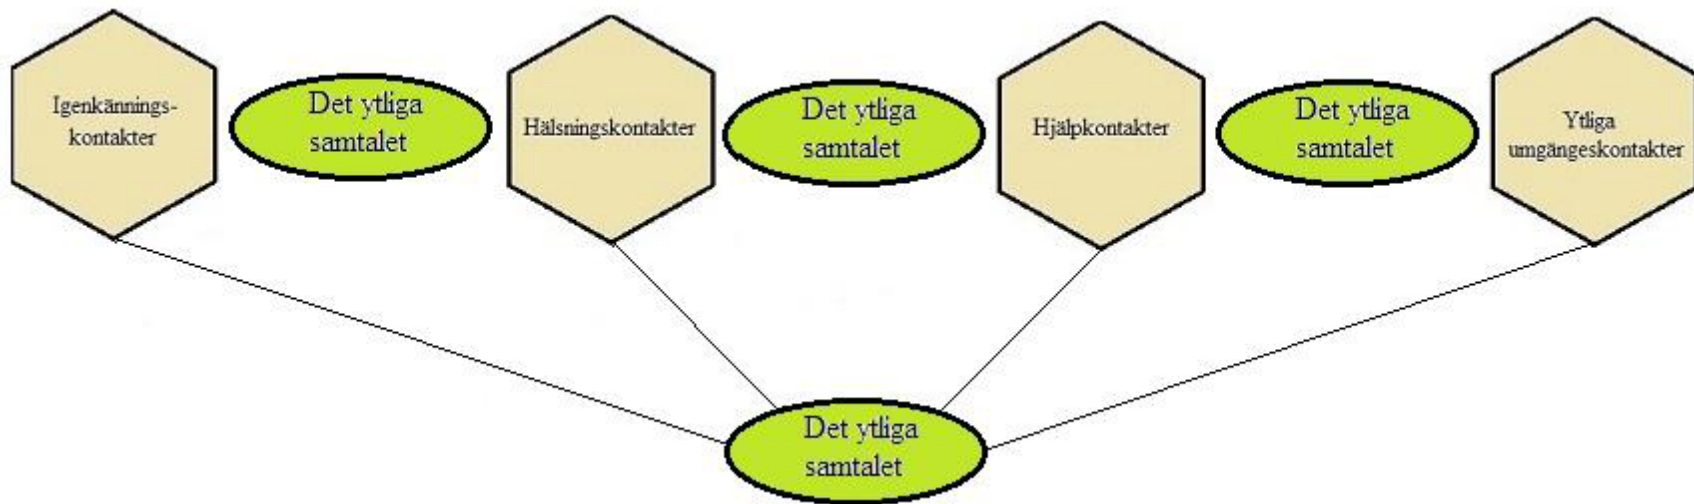 Igenkännings-
kontakter
Det ytliga
samtalet
Hälsningskontakter
Det ytliga
samtalet
Hjälpkontakter
Det ytliga
samtalet
Ytliga
umgängeskontakter
Det ytliga
samtalet